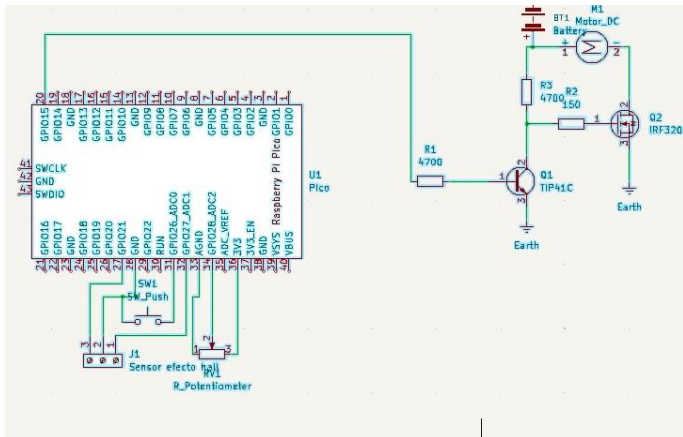 BT1
Battery
M1
Motor_DC
+
1
-
2
R3
4700
R2
150
1
2
3
Q2
IRF320
Earth
R1
4700
1
2
3
Q1
TIP41C
Earth
20 19 18 17 16 15 14 13 12 11 10 9 8 7 6 5 4 3 2 1
GPIO15
GPIO14
GND
GPIO13
GPIO12
GPIO11
GPIO10
GND
GPIO9
GPIO8
GPIO7
GPIO6
GND
GPIO5
GPIO4
GPIO3
GPIO2
GND
GPIO1
GPIO0
41 SWCLK
42 GND
43 SWDIO
Raspberry Pi Pico
U1
Pico
GPIO16
GPIO17
GND
GPIO18
GPIO19
GPIO20
GPIO21
GND
GPIO22
RUN
GPIO26_ADC0
GPIO27_ADC1
AGND
GPIO28_ADC2
ADC_VREF
3V3
3V3_EN
GND
VSYS
VBUS
21 22 23 24 25 26 27 28 29 30 31 32 33 34 35 36 37 38 39 40
SW1
SW_Push
3 2 1
J1
Sensor efecto hall
1 2 3
RV1
R_Potentiometer